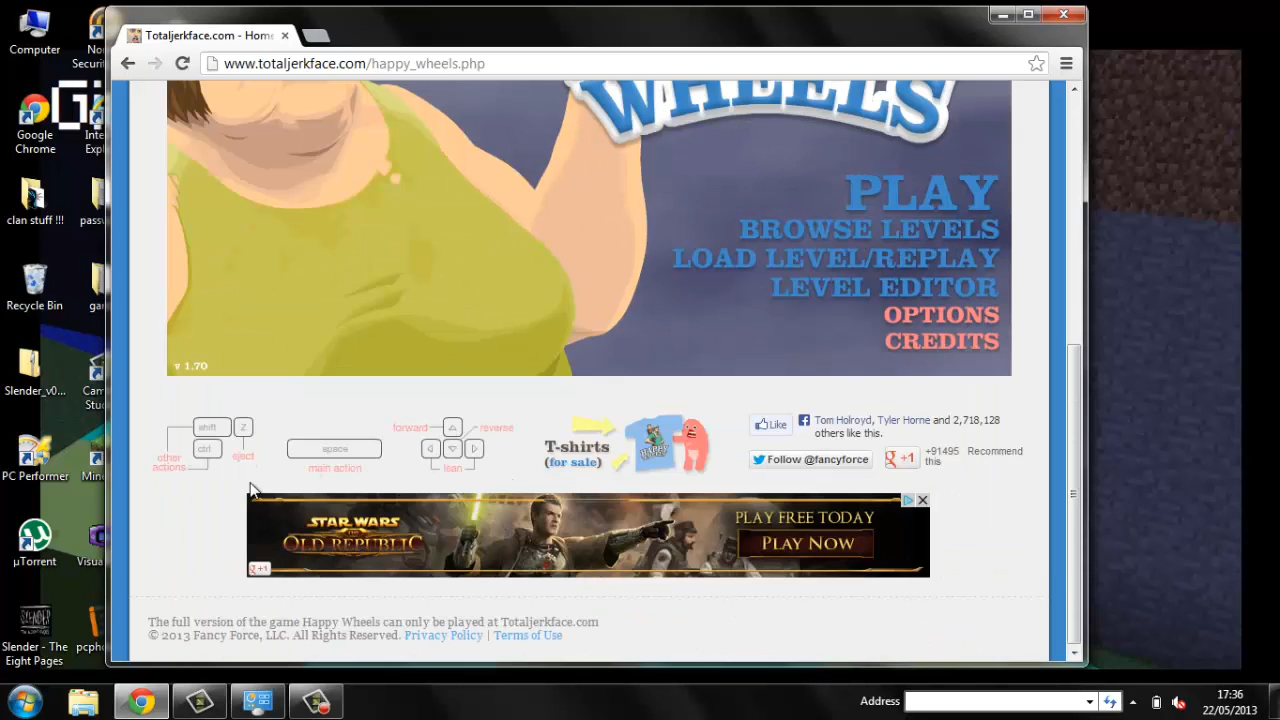 Totaljerkface.com - Home
www.totaljerkface.com/happy_wheels.php
Computer
Google
Chrome
clan stuff !!!
Recycle Bin
Slender_v0...
PC Performer
µTorrent
Slender - The
Eight Pages
WHEELS
PLAY
BROWSE LEVELS
LOAD LEVEL/REPLAY
LEVEL EDITOR
OPTIONS
CREDITS
v 1.70
shift
Z
ctrl
other
actions
eject
space
main action
forward
reverse
lean
T-shirts
(for sale)
Like
Tom Holroyd, Tyler Horne and 2,718,128
others like this.
Follow @fancyforce
+1
+91495 Recommend
this
STAR WARS
THE OLD REPUBLIC
PLAY FREE TODAY
PLAY NOW
+1
The full version of the game Happy Wheels can only be played at Totaljerkface.com
© 2013 Fancy Force, LLC. All Rights Reserved. Privacy Policy | Terms of Use
Address
17:36
22/05/2013